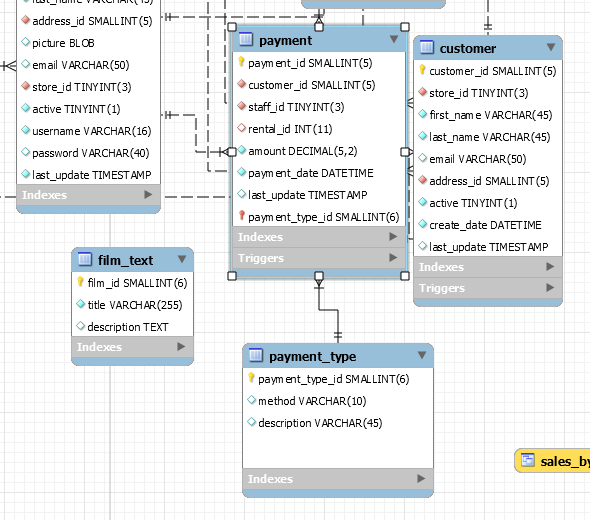 address_id SMALLINT(5)
picture BLOB
email VARCHAR(50)
store_id TINYINT(3)
active TINYINT(1)
username VARCHAR(16)
password VARCHAR(40)
last_update TIMESTAMP
Indexes
payment
payment_id SMALLINT(5)
customer_id SMALLINT(5)
staff_id TINYINT(3)
rental_id INT(11)
amount DECIMAL(5,2)
payment_date DATETIME
last_update TIMESTAMP
payment_type_id SMALLINT(6)
Indexes
Triggers
customer
customer_id SMALLINT(5)
store_id TINYINT(3)
first_name VARCHAR(45)
last_name VARCHAR(45)
email VARCHAR(50)
address_id SMALLINT(5)
active TINYINT(1)
create_date DATETIME
last_update TIMESTAMP
Indexes
Triggers
film_text
film_id SMALLINT(6)
title VARCHAR(255)
description TEXT
Indexes
payment_type
payment_type_id SMALLINT(6)
method VARCHAR(10)
description VARCHAR(45)
Indexes
sales_by